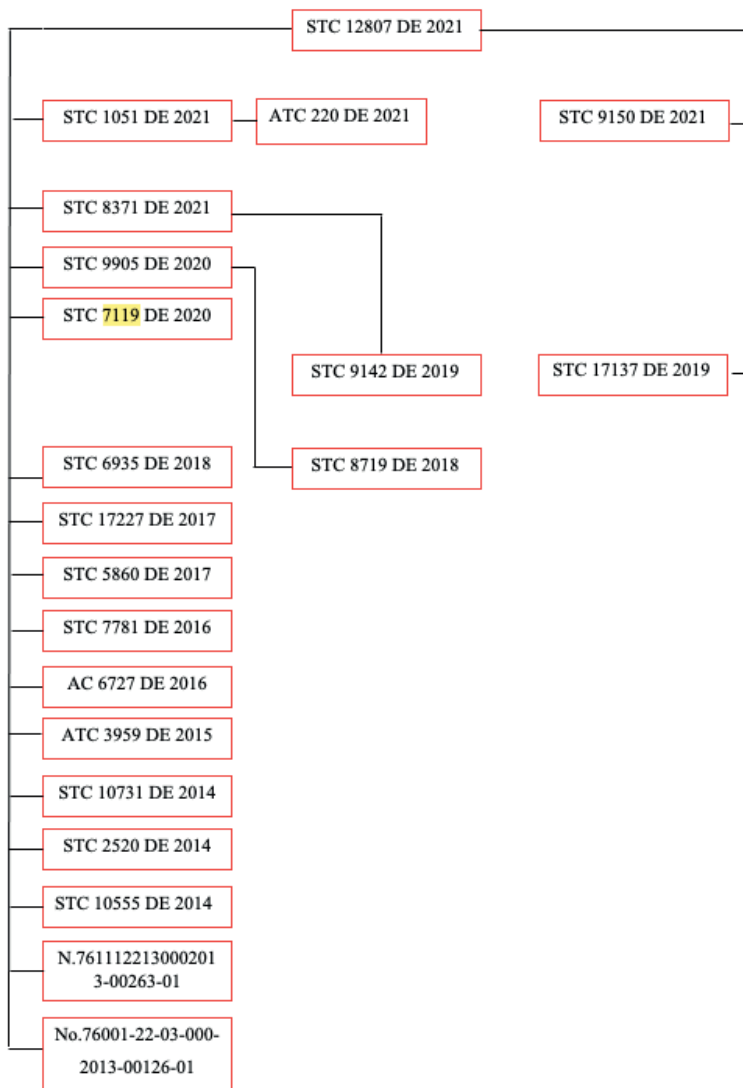 STC 12807 DE 2021
STC 1051 DE 2021
ATC 220 DE 2021
STC 9150 DE 2021
STC 8371 DE 2021
STC 9905 DE 2020
STC 7119 DE 2020
STC 9142 DE 2019
STC 17137 DE 2019
STC 6935 DE 2018
STC 8719 DE 2018
STC 17227 DE 2017
STC 5860 DE 2017
STC 7781 DE 2016
AC 6727 DE 2016
ATC 3959 DE 2015
STC 10731 DE 2014
STC 2520 DE 2014
STC 10555 DE 2014
N.761112213000201
3-00263-01
No.76001-22-03-000-
2013-00126-01